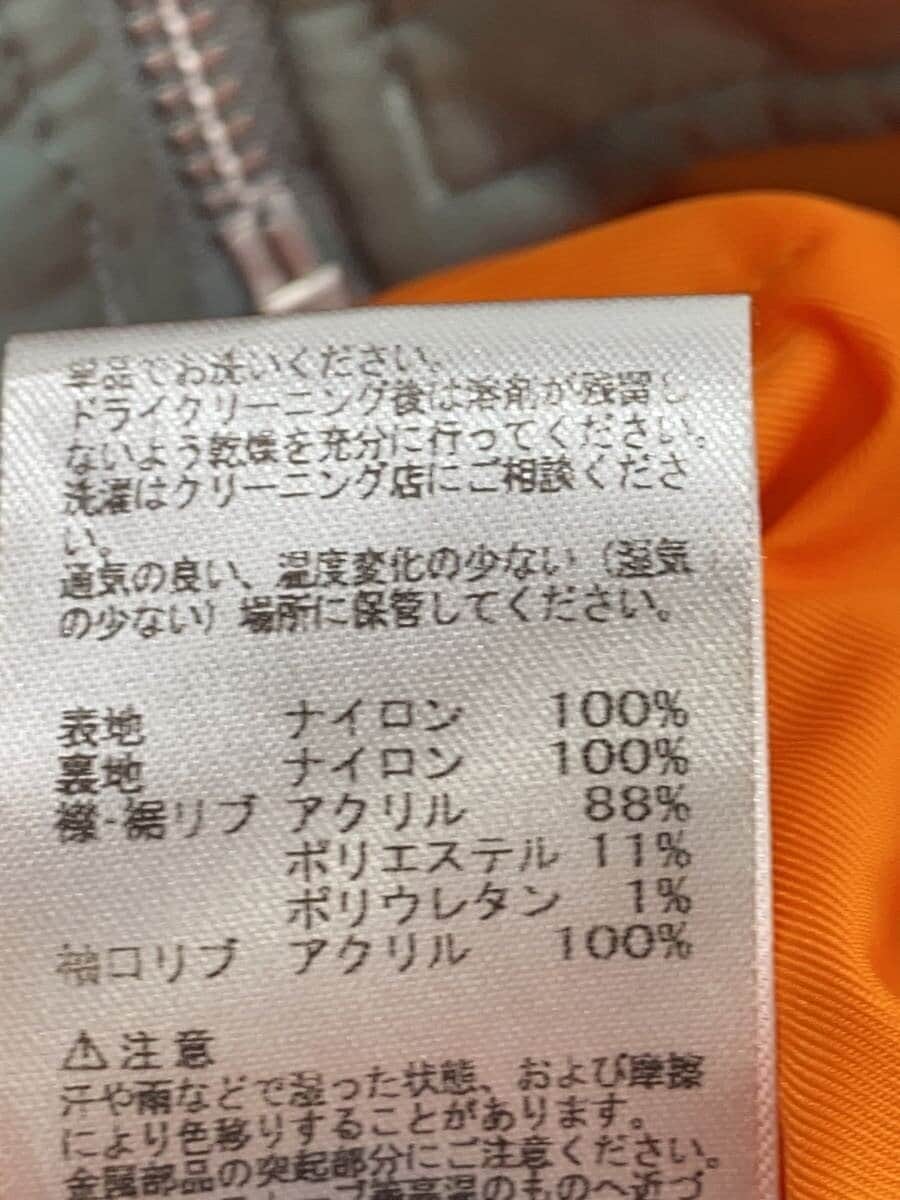 単品でお洗いください。
ドライクリーニング後は溶剤が残留し
ないよう乾燥を充分に行ってください。
洗濯はクリーニング店にご相談くださ
い。
通気の良い、温度変化の少ない（湿気
の少ない）場所に保管してください。
表地 ナイロン 100%
裏地 ナイロン 100%
襟・裾リブ アクリル 88%
ポリエステル 11%
ポリウレタン 1%
袖口リブ アクリル 100%
⚠注意
汗や雨などで湿った状態、および摩擦
により色移りすることがあります。
金属部品の突起部分にご注意ください。
高温のものへ近づ